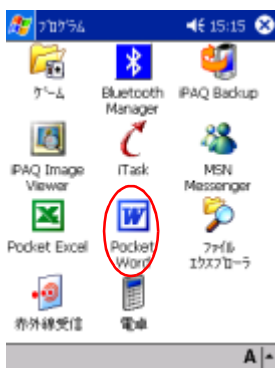 ﾌﾟﾛｸﾞﾗﾑ 15:15
ｹﾞｰﾑ Bluetooth Manager iPAQ Backup
iPAQ Image Viewer iTask MSN Messenger
Pocket Excel Pocket Word ﾌｧｲﾙ ｴｸｽﾌﾟﾛｰﾗ
赤外線受信 電卓
A